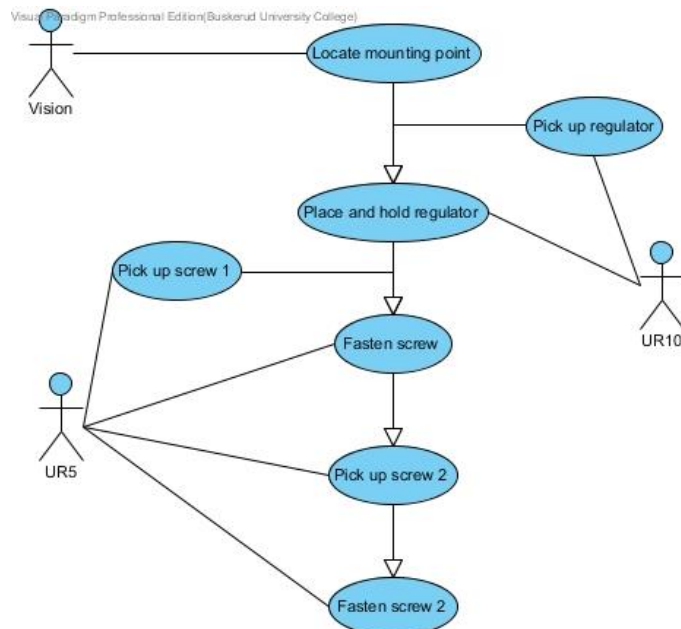 Visual Paradigm Professional Edition(Buskerud University College)
Locate mounting point
Vision
Pick up regulator
Place and hold regulator
Pick up screw 1
UR10
Fasten screw
UR5
Pick up screw 2
Fasten screw 2